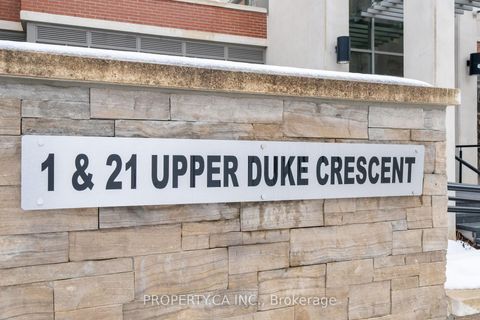 1 & 21 UPPER DUKE CRESCENT
PROPERTY.CA INC., Brokerage